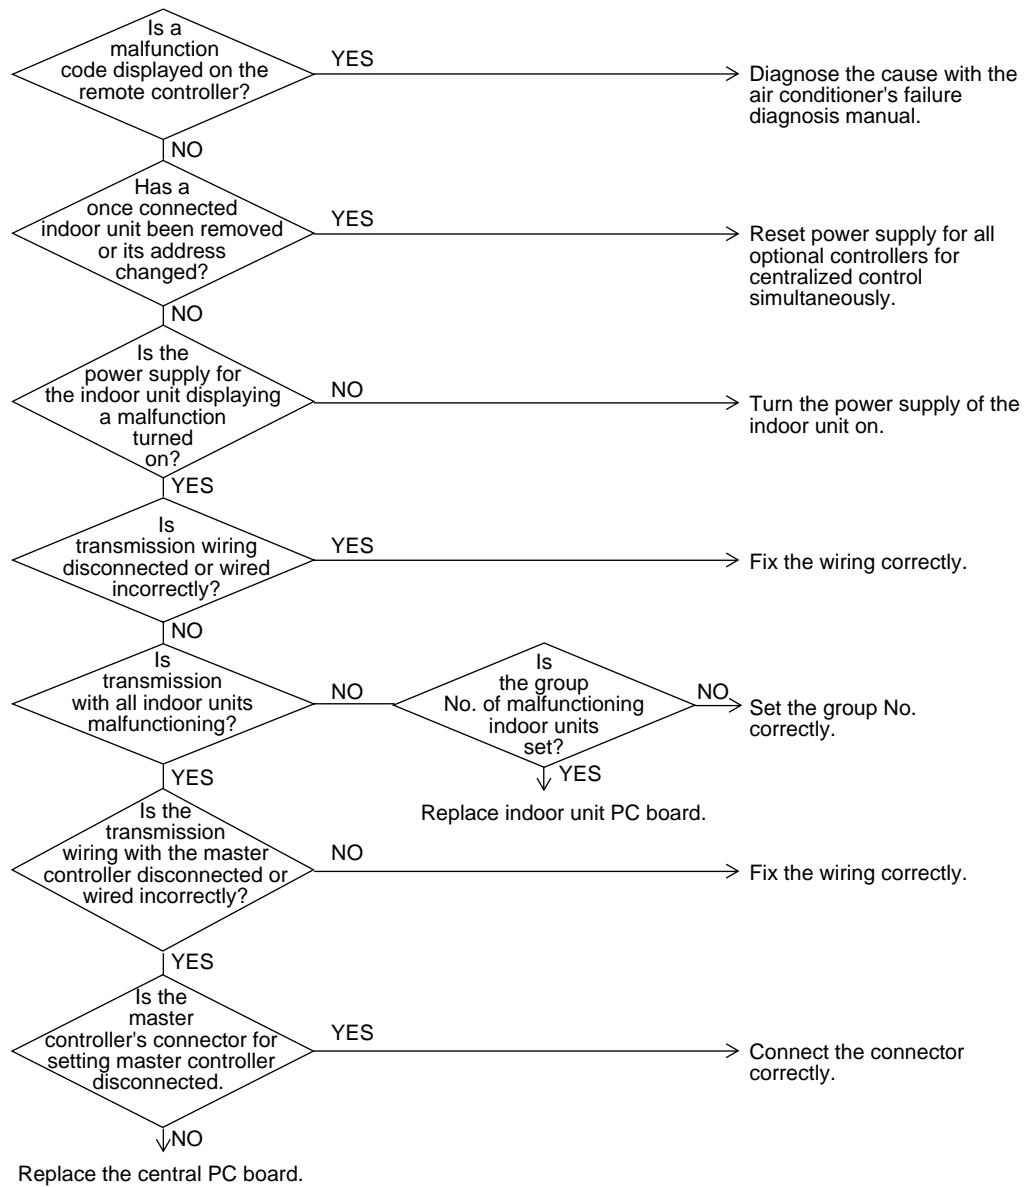 Is a
malfunction
code displayed on the
remote controller?
YES
Diagnose the cause with the
air conditioner's failure
diagnosis manual.
NO
Has a
once connected
indoor unit been removed
or its address
changed?
YES
Reset power supply for all
optional controllers for
centralized control
simultaneously.
NO
Is the
power supply for
the indoor unit displaying
a malfunction
turned
on?
NO
Turn the power supply of the
indoor unit on.
YES
Is
transmission wiring
disconnected or wired
incorrectly?
YES
Fix the wiring correctly.
NO
Is
transmission
with all indoor units
malfunctioning?
NO
Is
the group
No. of malfunctioning
indoor units
set?
NO
Set the group No.
correctly.
YES
Replace indoor unit PC board.
YES
Is the
transmission
wiring with the master
controller disconnected or
wired incorrectly?
NO
Fix the wiring correctly.
YES
Is the
master
controller's connector for
setting master controller
disconnected.
YES
Connect the connector
correctly.
NO
Replace the central PC board.